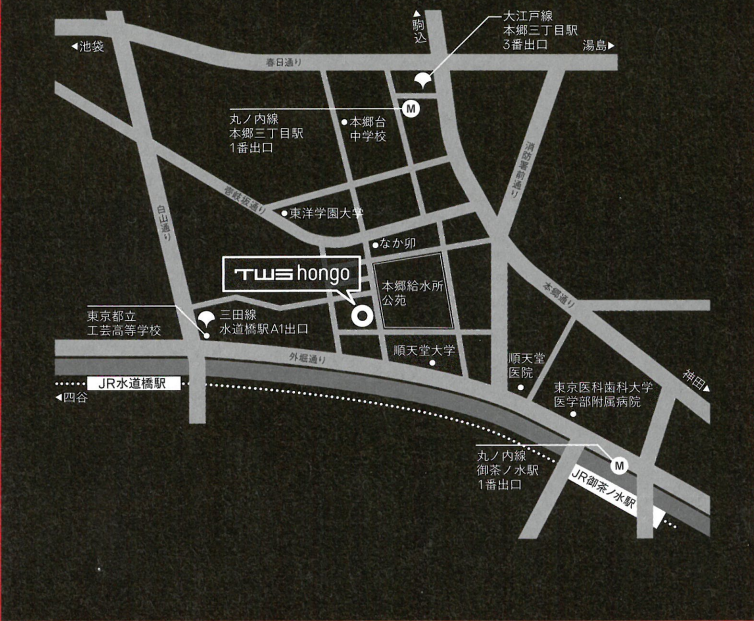 ◀池袋
▲駒込
大江戸線
本郷三丁目駅
3番出口
湯島▶
春日通り
丸ノ内線
本郷三丁目駅
1番出口
M
本郷台
中学校
消防署前通り
壱岐坂通り
白山通り
東洋学園大学
なか卯
TWS hongo
本郷給水所
公苑
本郷通り
東京都立
工芸高等学校
三田線
水道橋駅A1出口
外堀通り
順天堂大学
順天堂
医院
東京医科歯科大学
医学部附属病院
神田▶
JR水道橋駅
◀四谷
丸ノ内線
御茶ノ水駅
1番出口
M
JR御茶ノ水駅